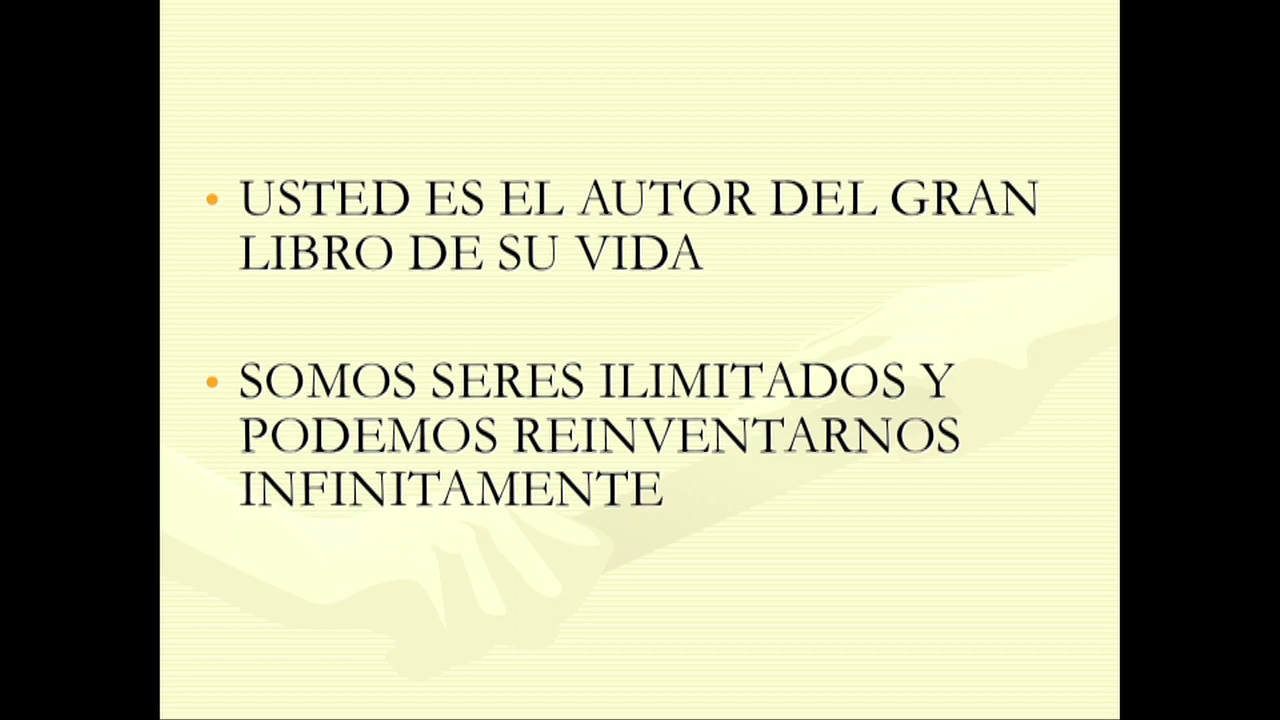 • USTED ES EL AUTOR DEL GRAN
LIBRO DE SU VIDA
• SOMOS SERES ILIMITADOS Y
PODEMOS REINVENTARNOS
INFINITAMENTE